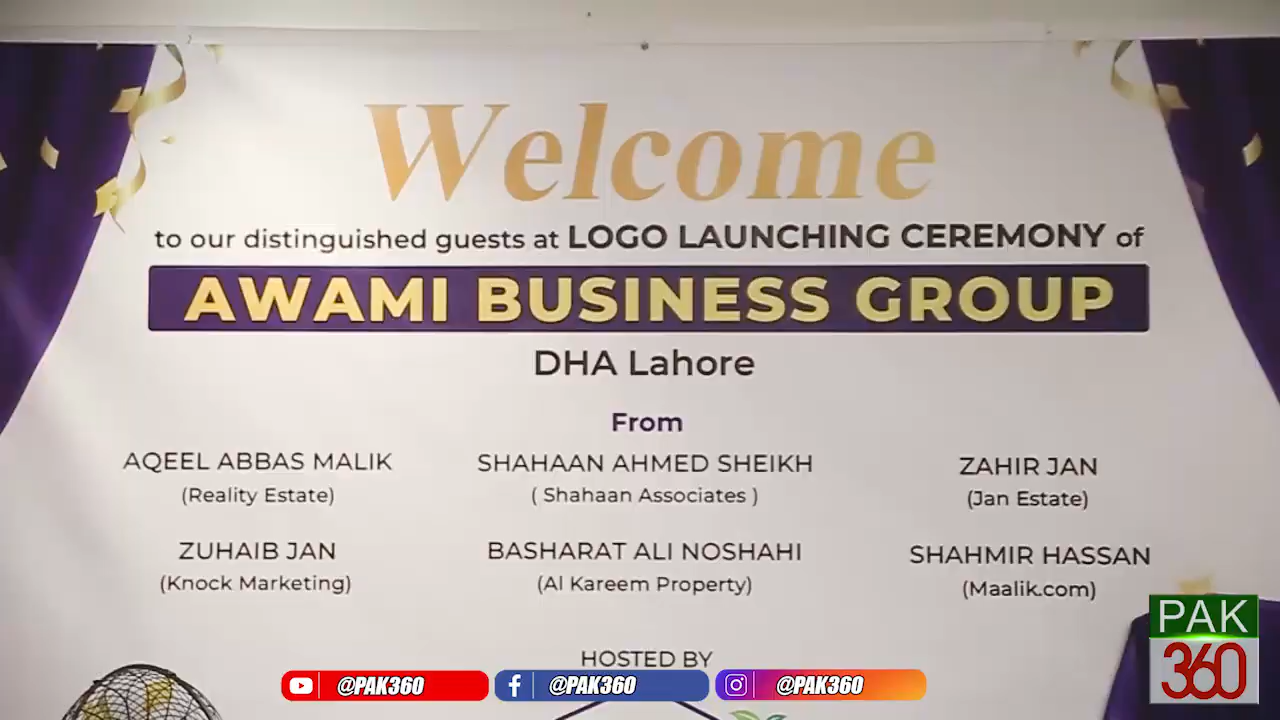 Welcome
to our distinguished guests at LOGO LAUNCHING CEREMONY of
AWAMI BUSINESS GROUP
DHA Lahore
From
AQEEL ABBAS MALIK
(Reality Estate)
SHAHAAN AHMED SHEIKH
( Shahaan Associates )
ZAHIR JAN
(Jan Estate)
ZUHAIB JAN
(Knock Marketing)
BASHARAT ALI NOSHAHI
(Al Kareem Property)
SHAHMIR HASSAN
(Maalik.com)
HOSTED BY
@PAK360
@PAK360
@PAK360
PAK
360